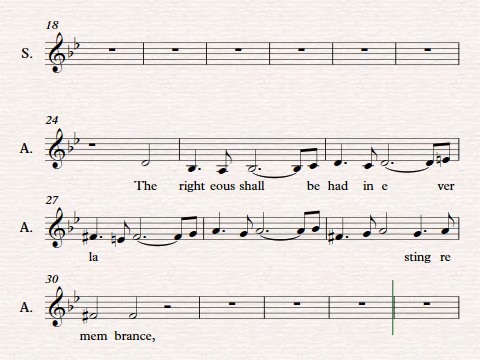 18
S.
24
A.
The right eous shall be had in e ver
27
A.
la sting re
30
A.
mem brance,